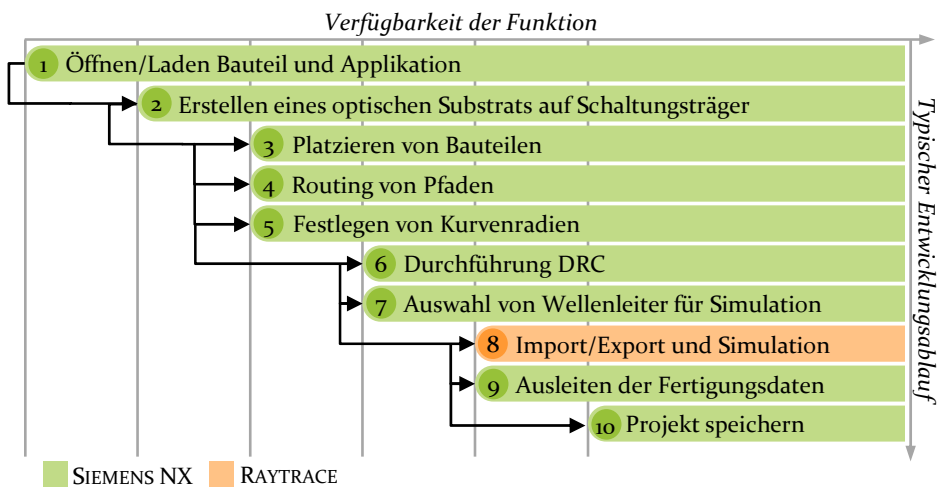 Verfügbarkeit der Funktion
1 Öffnen/Laden Bauteil und Applikation
2 Erstellen eines optischen Substrats auf Schaltungsträger
3 Platzieren von Bauteilen
4 Routing von Pfaden
5 Festlegen von Kurvenradien
6 Durchführung DRC
7 Auswahl von Wellenleiter für Simulation
8 Import/Export und Simulation
9 Ausleiten der Fertigungsdaten
10 Projekt speichern
Typischer Entwicklungsablauf
SIEMENS NX
RAYTRACE